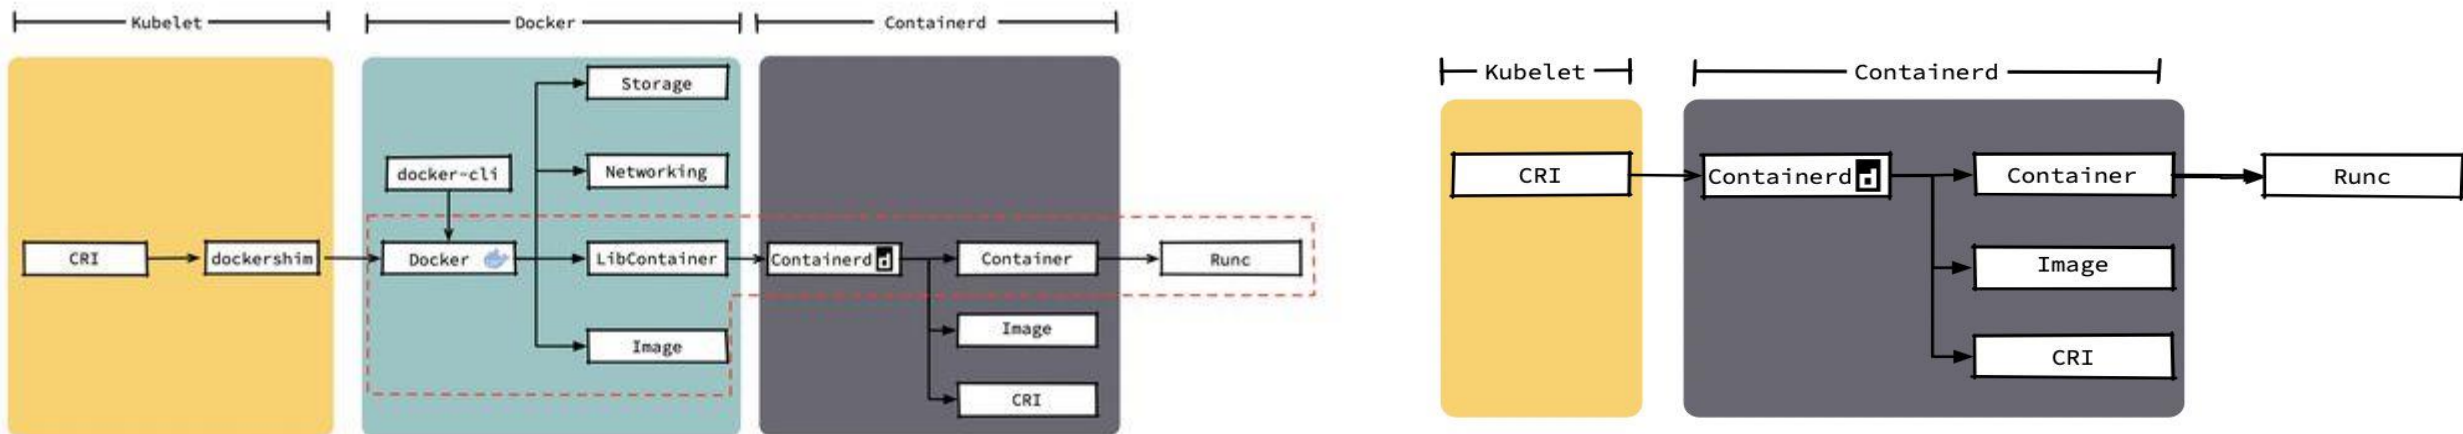 Kubelet
Docker
Containerd
Storage
docker-cli
Networking
CRI
dockershim
Docker
LibContainer
Containerd
Container
Runc
Image
Image
CRI
Kubelet
Containerd
CRI
Containerd
Container
Runc
Image
CRI